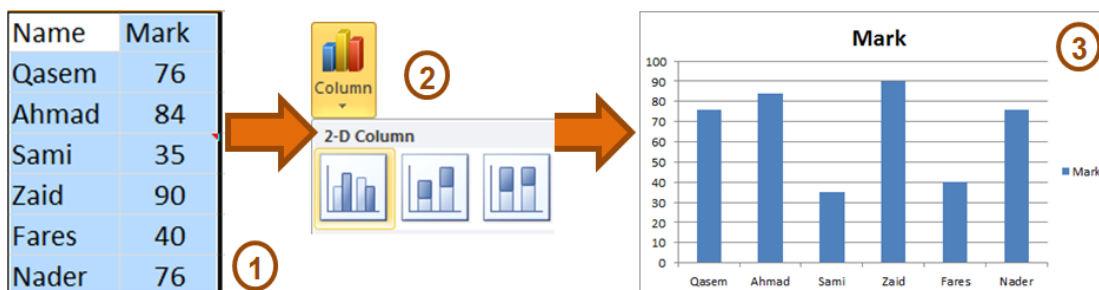 Name Mark
Qasem 76
Ahmad 84
Sami 35
Zaid 90
Fares 40
Nader 76
1
Column
2
2-D Column
Mark
3
100
90
80
70
60
50
40
30
20
10
0
Qasem Ahmad Sami Zaid Fares Nader
Mark